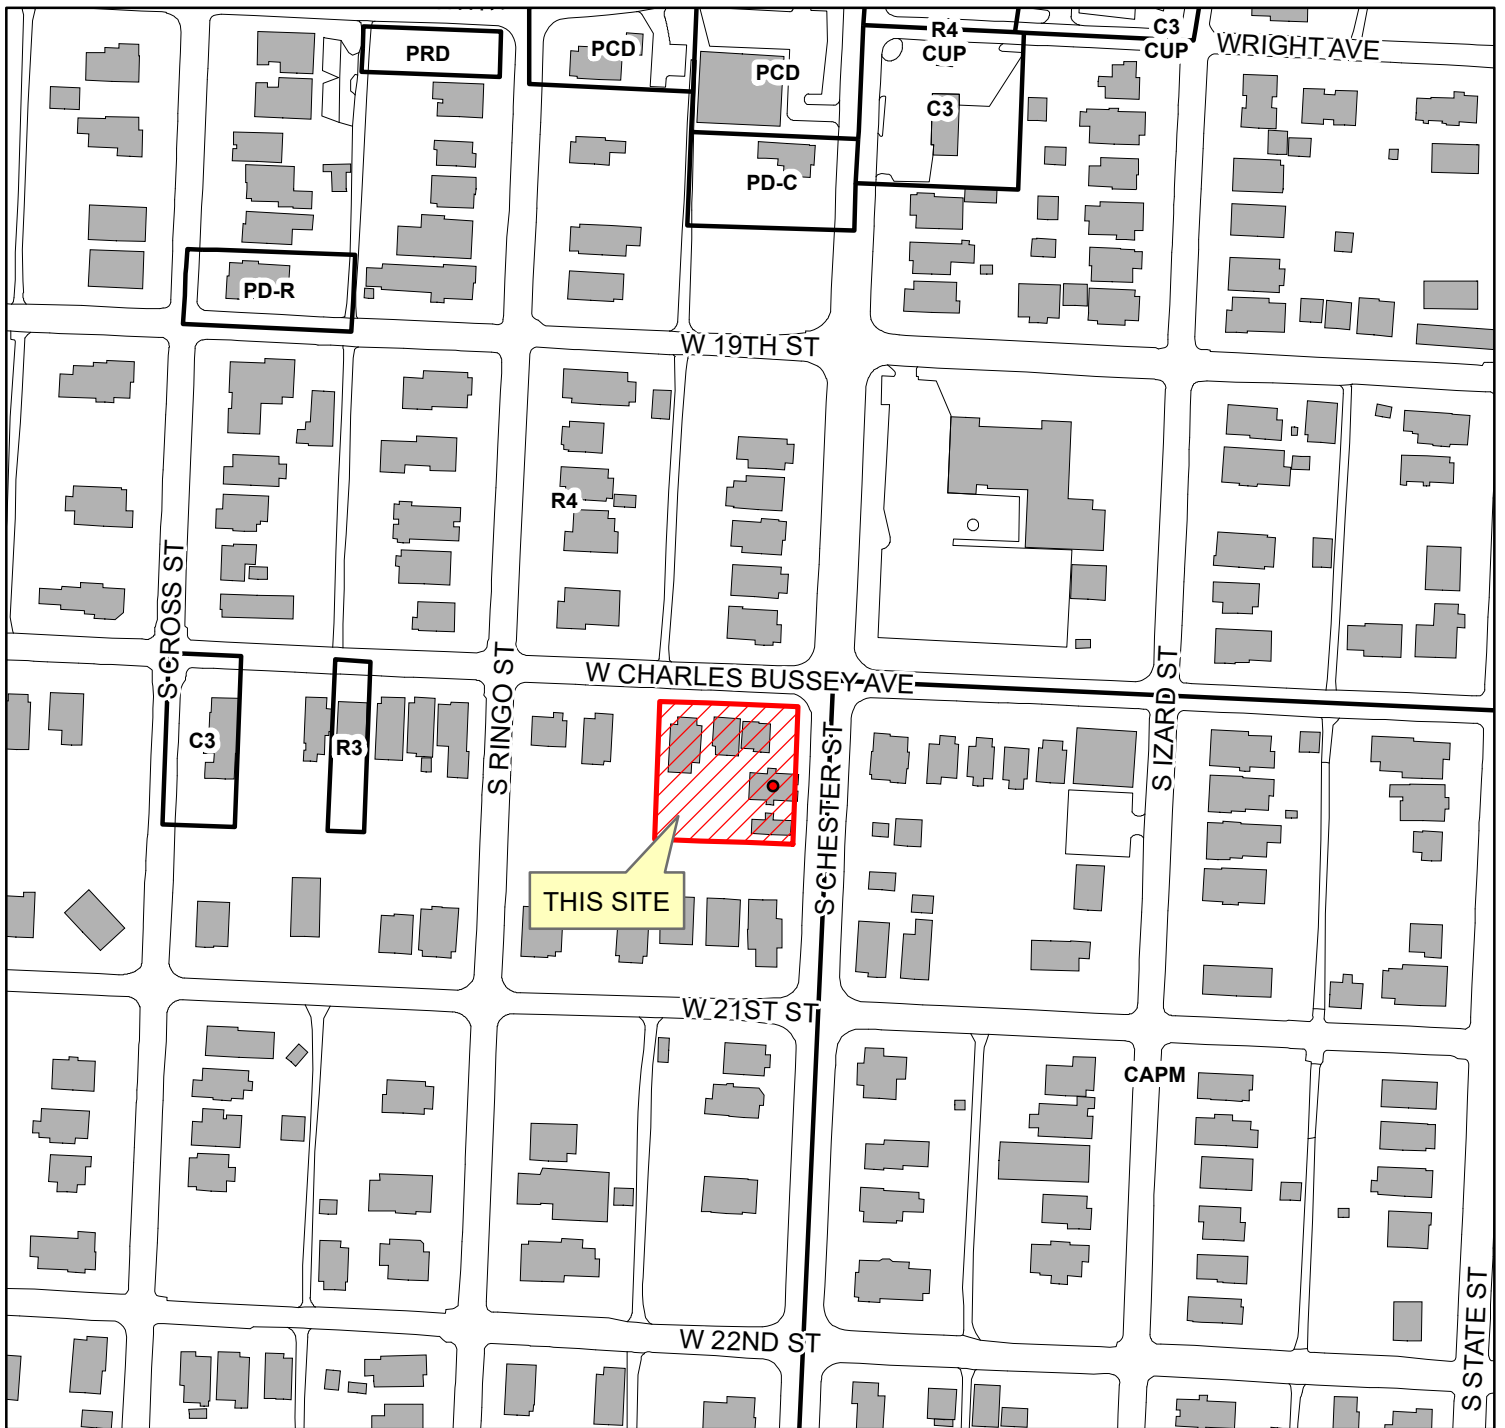 R4
CUP
C3
CUP
WRIGHT AVE
PRD
PCD
PCD
C3
PD-C
PD-R
W 19TH ST
R4
S CROSS ST
S RINGO ST
W CHARLES BUSSEY AVE
S IZARD ST
C3
R3
S CHESTER ST
THIS SITE
W 21ST ST
CAPM
W 22ND ST
S STATE ST